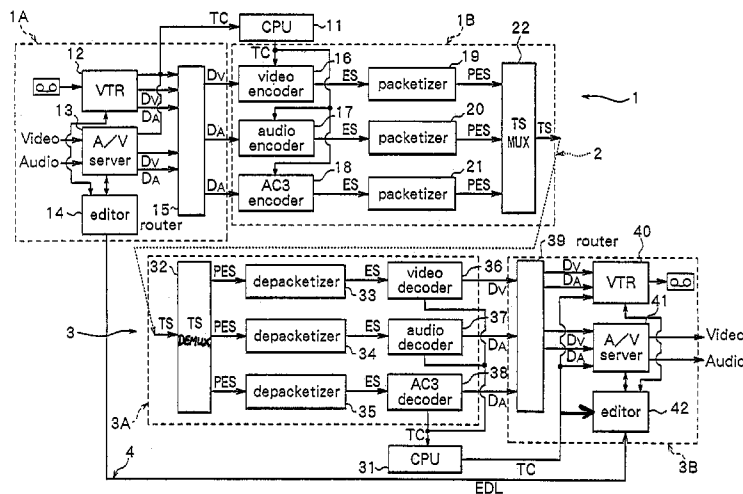 1A
TC
11
CPU
1B
22
12
TC
16
19
VTR
DV
video encoder
ES
packetizer
PES
1
13
DV
DA
17
20
Video
A/V server
DA
audio encoder
ES
packetizer
PES
TS MUX
TS
Audio
DV
DA
18
21
2
14
editor
DA
AC3 encoder
ES
packetizer
PES
15
router
39
router
40
32
PES
depacketizer
ES
video decoder
36
DV
DV
DA
VTR
33
37
41
3
TS
TS DEMUX
PES
depacketizer
ES
audio decoder
DA
DV
DA
A/V server
Video
Audio
34
38
PES
depacketizer
ES
AC3 decoder
DA
editor
42
3A
35
TC
4
31
CPU
TC
3B
EDL